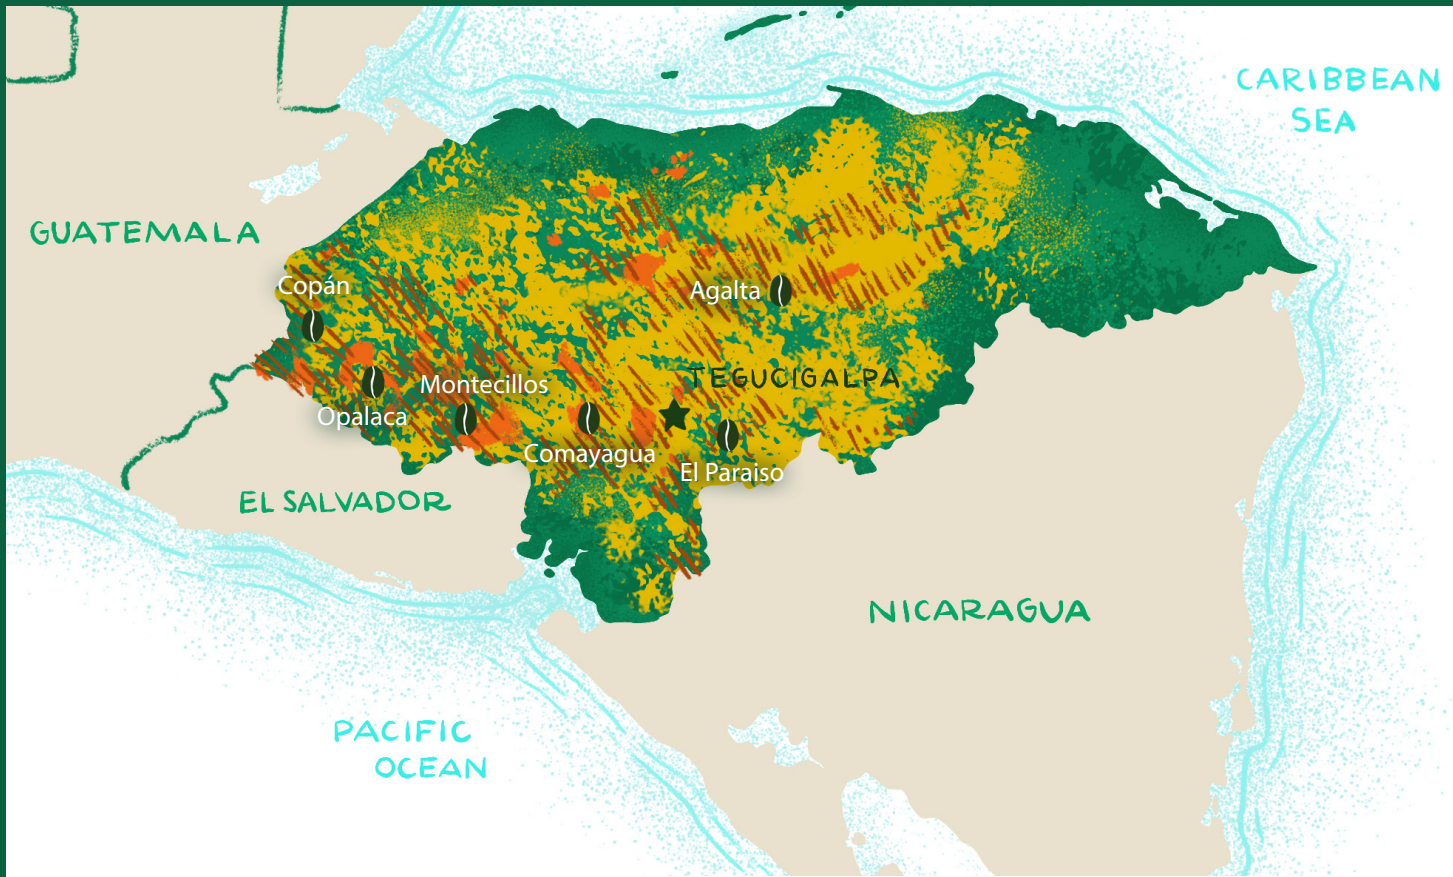 CARIBBEAN
SEA
GUATEMALA
Copán
Agalta
TEGUCIGALPA
Montecillos
Opalaca
Comayagua
El Paraiso
EL SALVADOR
NICARAGUA
PACIFIC
OCEAN